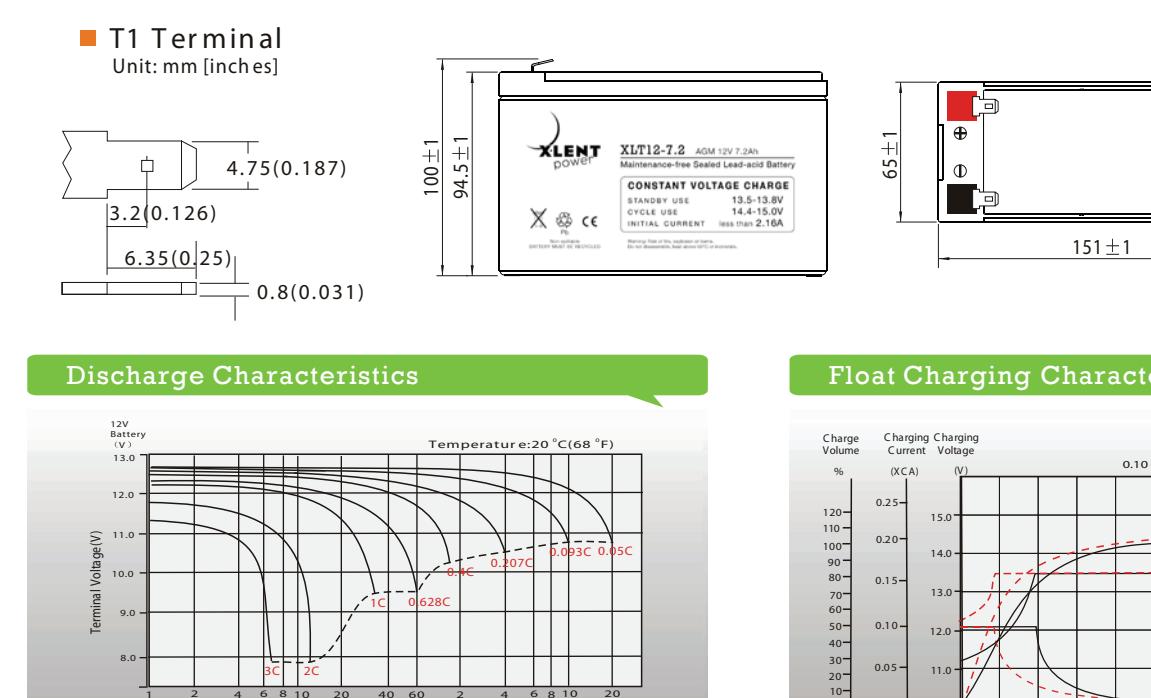 T1 Terminal
Unit: mm [inches]
4.75(0.187)
3.2(0.126)
6.35(0.25)
0.8(0.031)
100±1
94.5±1
X-LENT
power
XLT12-7.2 AGM 12V 7.2Ah
Maintenance-free Sealed Lead-acid Battery
CONSTANT VOLTAGE CHARGE
STANDBY USE 13.5-13.8V
CYCLE USE 14.4-15.0V
INITIAL CURRENT less than 2.16A
Pb
CE
Non-spillable
BATTERY MUST BE RECYCLED
65±1
151±1
Discharge Characteristics
12V
Battery
(V)
Temperature:20 °C(68 °F)
Terminal Voltage(V)
13.0
12.0
11.0
10.0
9.0
8.0
3C 2C 1C 0.628C 0.4C 0.207C 0.093C 0.05C
1 2 4 6 8 10 20 40 60 2 4 6 8 10 20
Float Charging Characte
Charge Volume
%
Charging Current
(XCA)
Charging Voltage
(V)
0.10
120
110
100
90
80
70
60
50
40
30
20
10
0.25
0.20
0.15
0.10
0.05
15.0
14.0
13.0
12.0
11.0